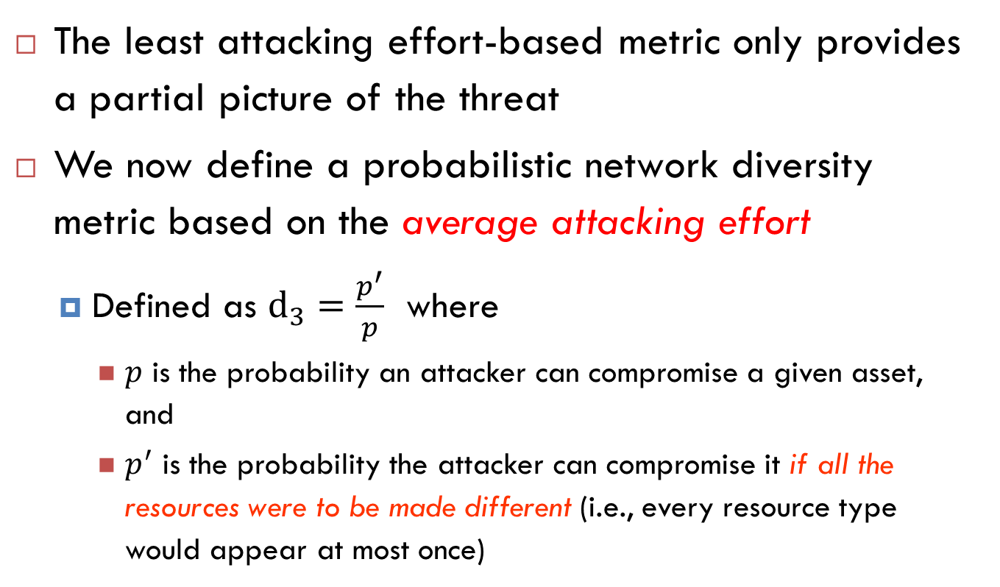 The least attacking effort-based metric only provides
a partial picture of the threat
We now define a probabilistic network diversity
metric based on the average attacking effort
Defined as d₃ = p′/p where
p is the probability an attacker can compromise a given asset,
and
p′ is the probability the attacker can compromise it if all the
resources were to be made different (i.e., every resource type
would appear at most once)